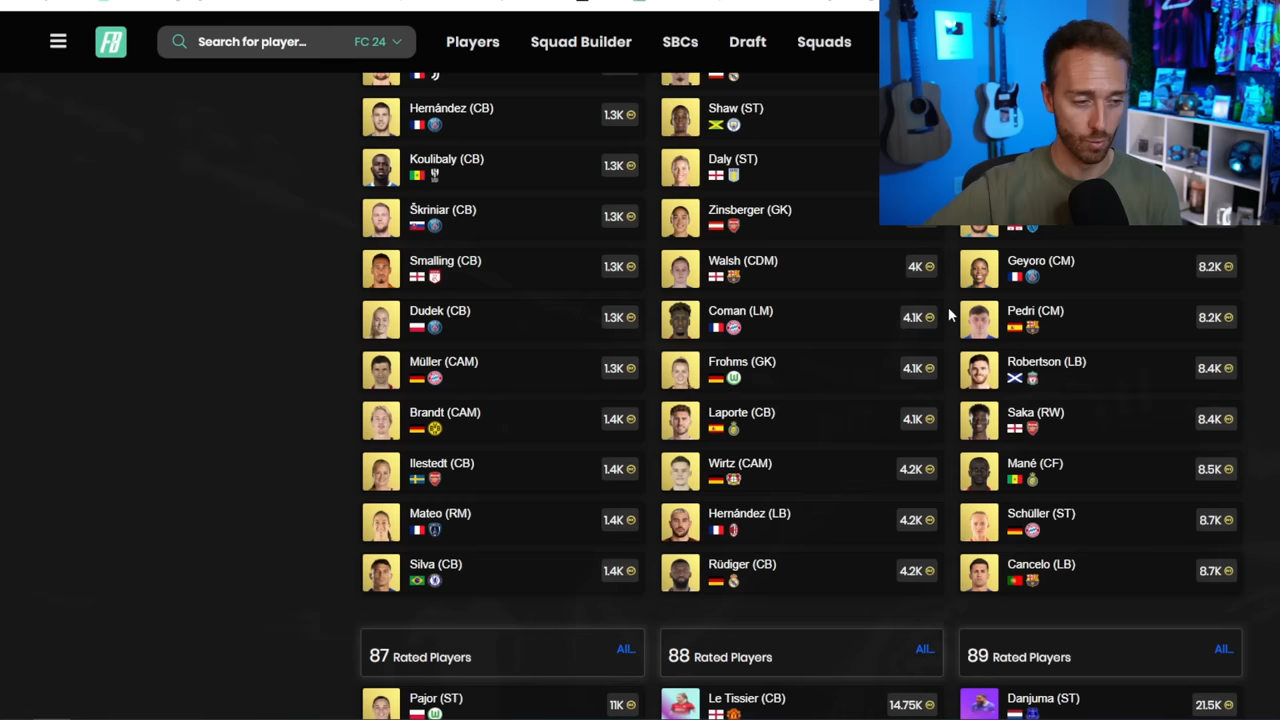 FB
Search for player...
FC 24
Players
Squad Builder
SBCs
Draft
Squads
Hernández (CB)
1.3K
Koulibaly (CB)
1.3K
Škriniar (CB)
1.3K
Smalling (CB)
1.3K
Dudek (CB)
1.3K
Müller (CAM)
1.3K
Brandt (CAM)
1.4K
Ilestedt (CB)
1.4K
Mateo (RM)
1.4K
Silva (CB)
1.4K
Shaw (ST)
Daly (ST)
Zinsberger (GK)
Walsh (CDM)
4K
Coman (LM)
4.1K
Frohms (GK)
4.1K
Laporte (CB)
4.1K
Wirtz (CAM)
4.2K
Hernández (LB)
4.2K
Rüdiger (CB)
4.2K
Geyoro (CM)
8.2K
Pedri (CM)
8.2K
Robertson (LB)
8.4K
Saka (RW)
8.4K
Mané (CF)
8.5K
Schüller (ST)
8.7K
Cancelo (LB)
8.7K
87 Rated Players
All...
88 Rated Players
All...
89 Rated Players
All...
Pajor (ST)
11K
Le Tissier (CB)
14.75K
Danjuma (ST)
21.5K